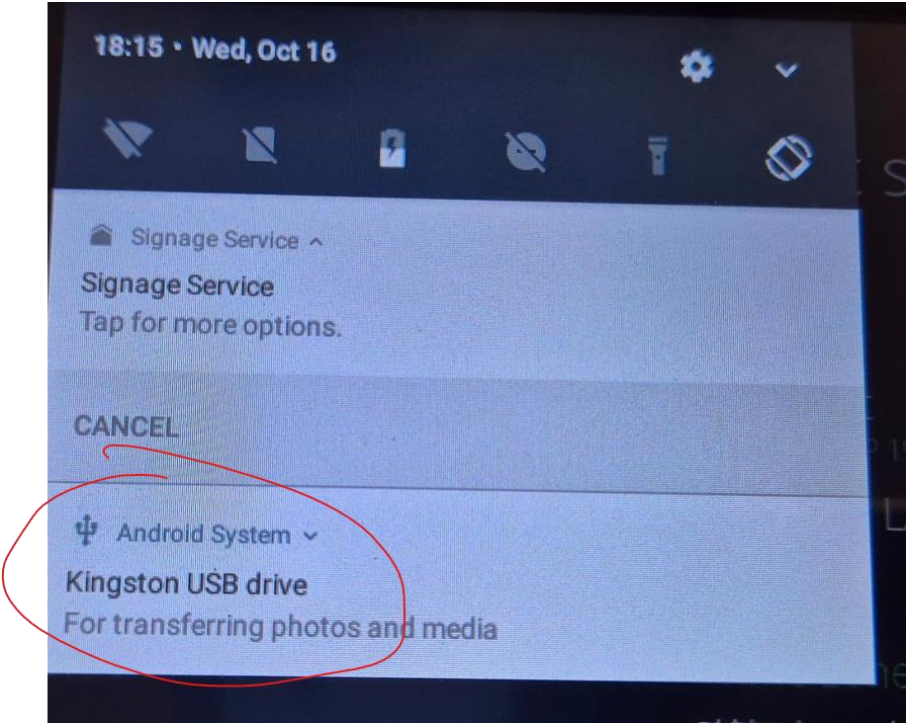 18:15 • Wed, Oct 16
Signage Service
Signage Service
Tap for more options.
CANCEL
Android System
Kingston USB drive
For transferring photos and media